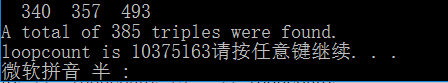 340 357 493
A total of 385 triples were found.
loopcount is 10375163请按任意键继续. . .
微软拼音 半 :